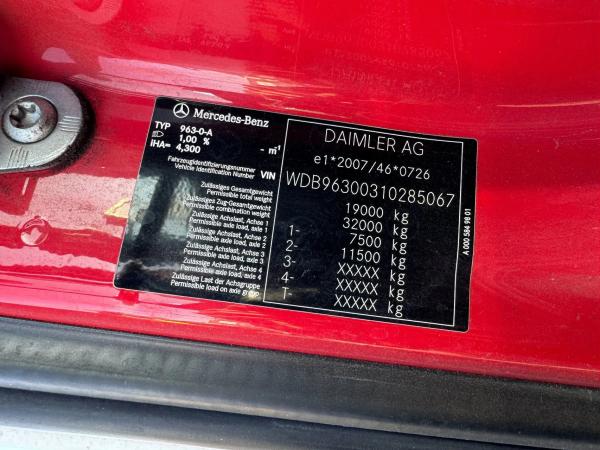 Mercedes-Benz
TYP 963-0-A
1,00 %
IHA= 4,300 - m⁻¹
DAIMLER AG
e1*2007/46*0726
Fahrzeugidentifizierungsnummer
Vehicle Identification Number VIN
WDB96300310285067
Zulässiges Gesamtgewicht
Permissible total weight 19000 kg
Zulässiges Zug-Gesamtgewicht
Permissible combination weight 32000 kg
Zulässige Achslast, Achse 1
Permissible axle load, axle 1 1- 7500 kg
Zulässige Achslast, Achse 2
Permissible axle load, axle 2 2- 11500 kg
Zulässige Achslast, Achse 3
Permissible axle load, axle 3 3- XXXXX kg
Zulässige Achslast, Achse 4
Permissible axle load, axle 4 4- XXXXX kg
Zulässige Last der Achsgruppe
Permissible load on axle group T- XXXXX kg
A 000 584 98 01